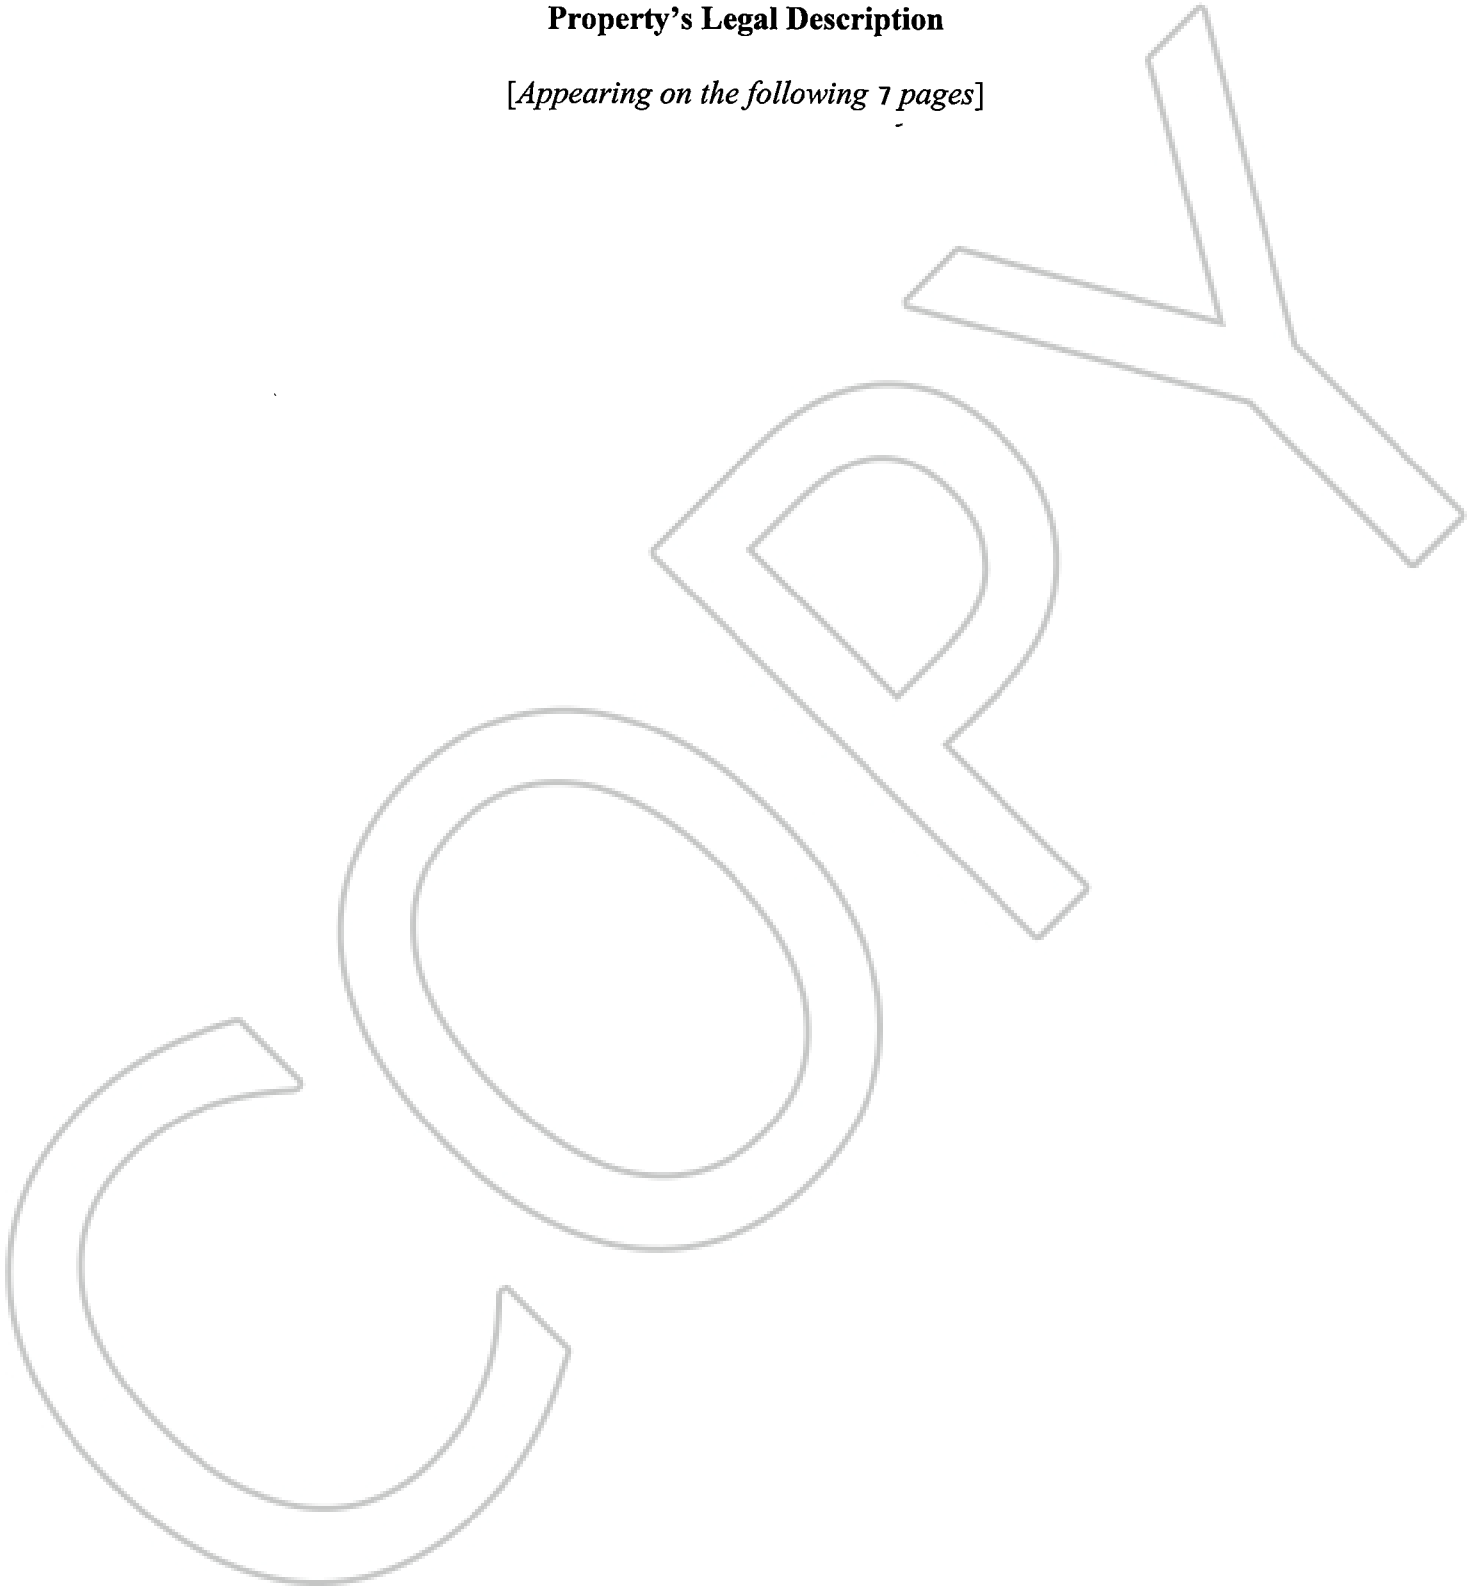 Property’s Legal Description
[Appearing on the following 7 pages]
COPY